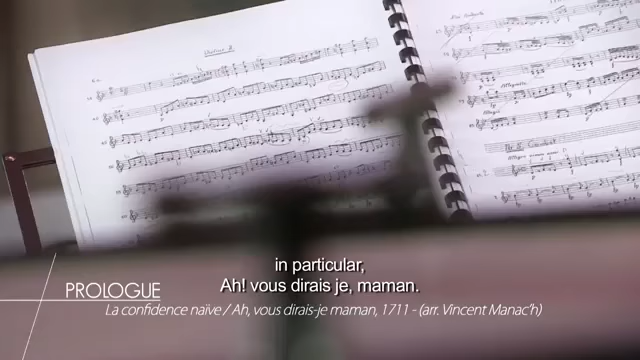 in particular,
Ah! vous dirais je, maman.
PROLOGUE
La confidence naïve / Ah, vous dirais-je maman, 1711 - (arr. Vincent Manac'h)